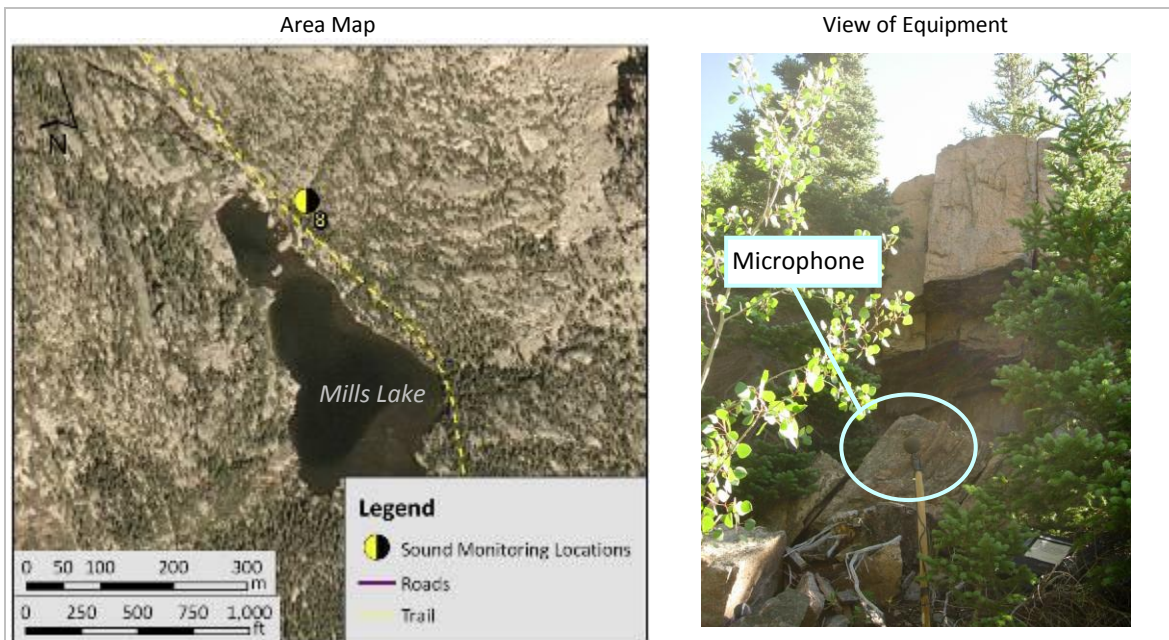 Area Map
View of Equipment
N
8
Mills Lake
Legend
Sound Monitoring Locations
Roads
Trail
0 50 100 200 300
m
0 250 500 750 1,000
ft
Microphone